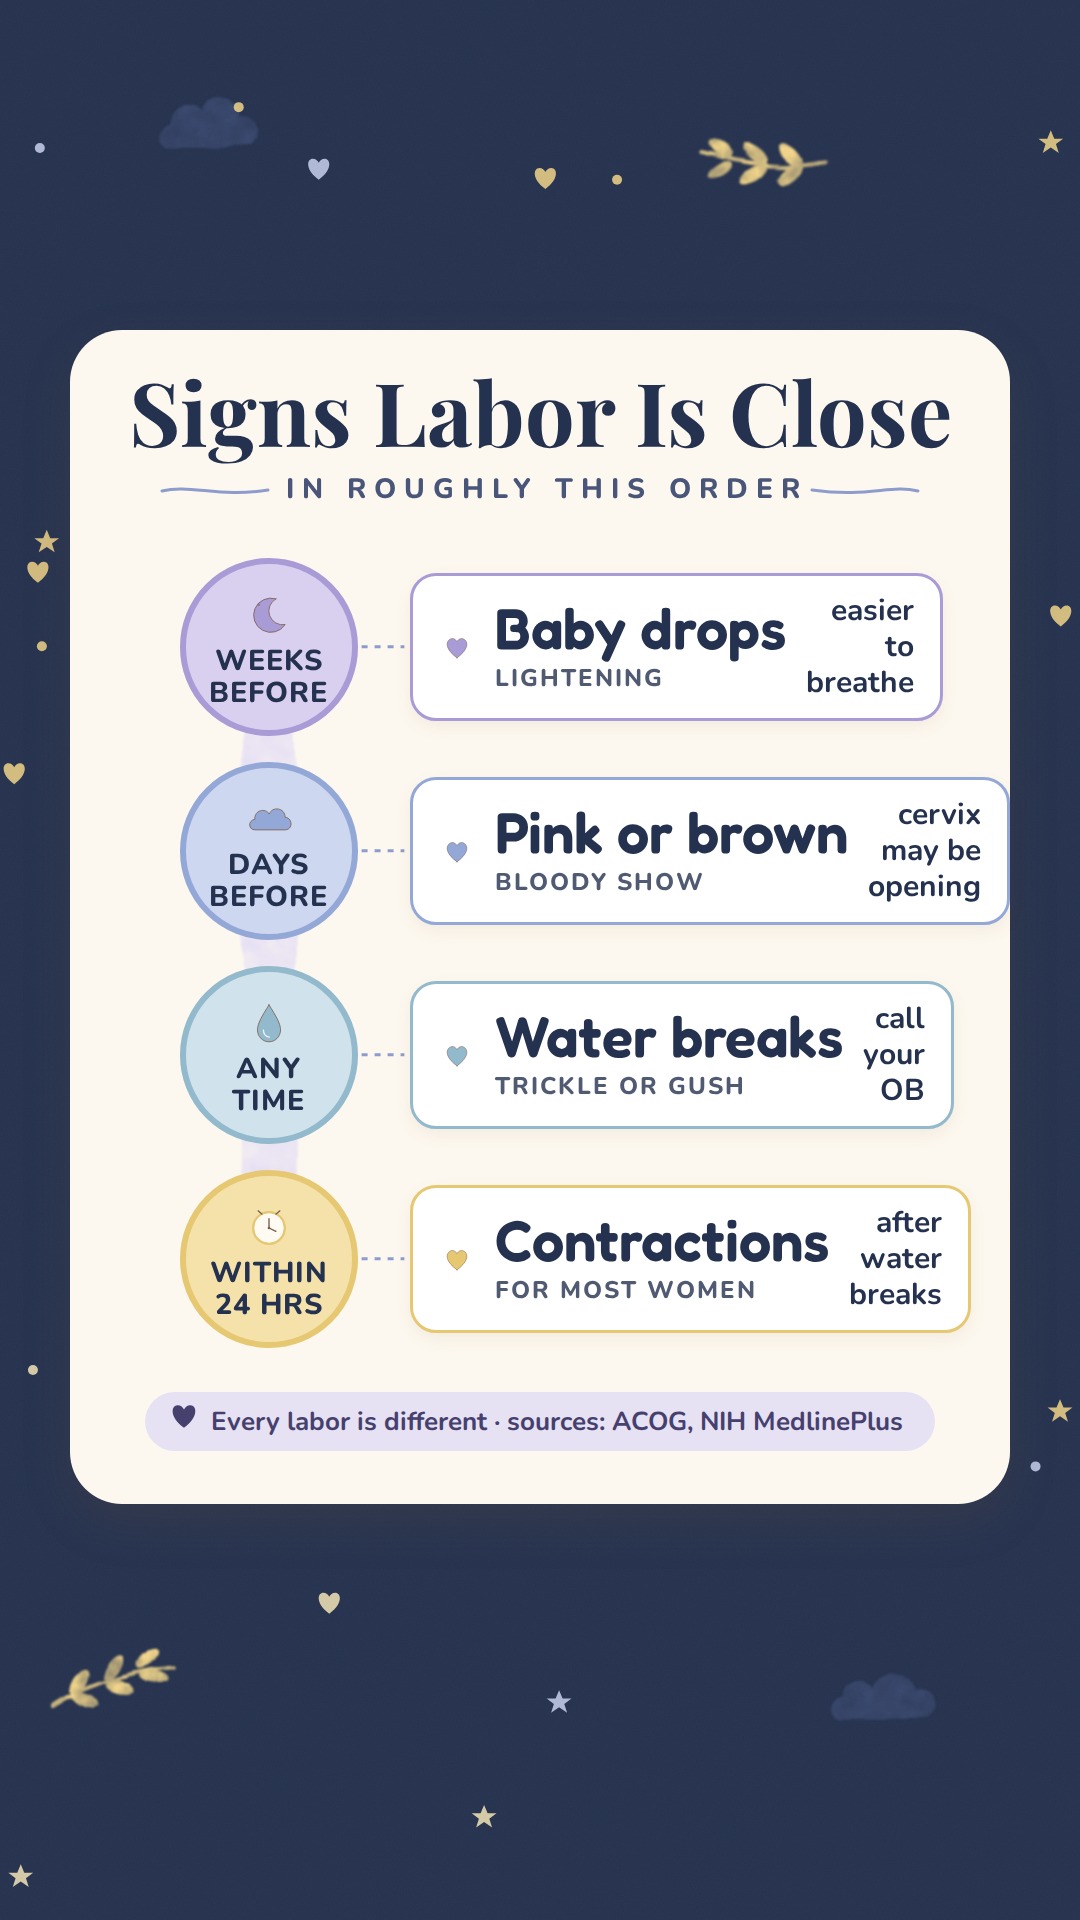 Signs Labor Is Close
IN ROUGHLY THIS ORDER
WEEKS
BEFORE
Baby drops
LIGHTENING
easier
to
breathe
DAYS
BEFORE
Pink or brown
BLOODY SHOW
cervix
may be
opening
ANY
TIME
Water breaks
TRICKLE OR GUSH
call
your
OB
WITHIN
24 HRS
Contractions
FOR MOST WOMEN
after
water
breaks
Every labor is different · sources: ACOG, NIH MedlinePlus